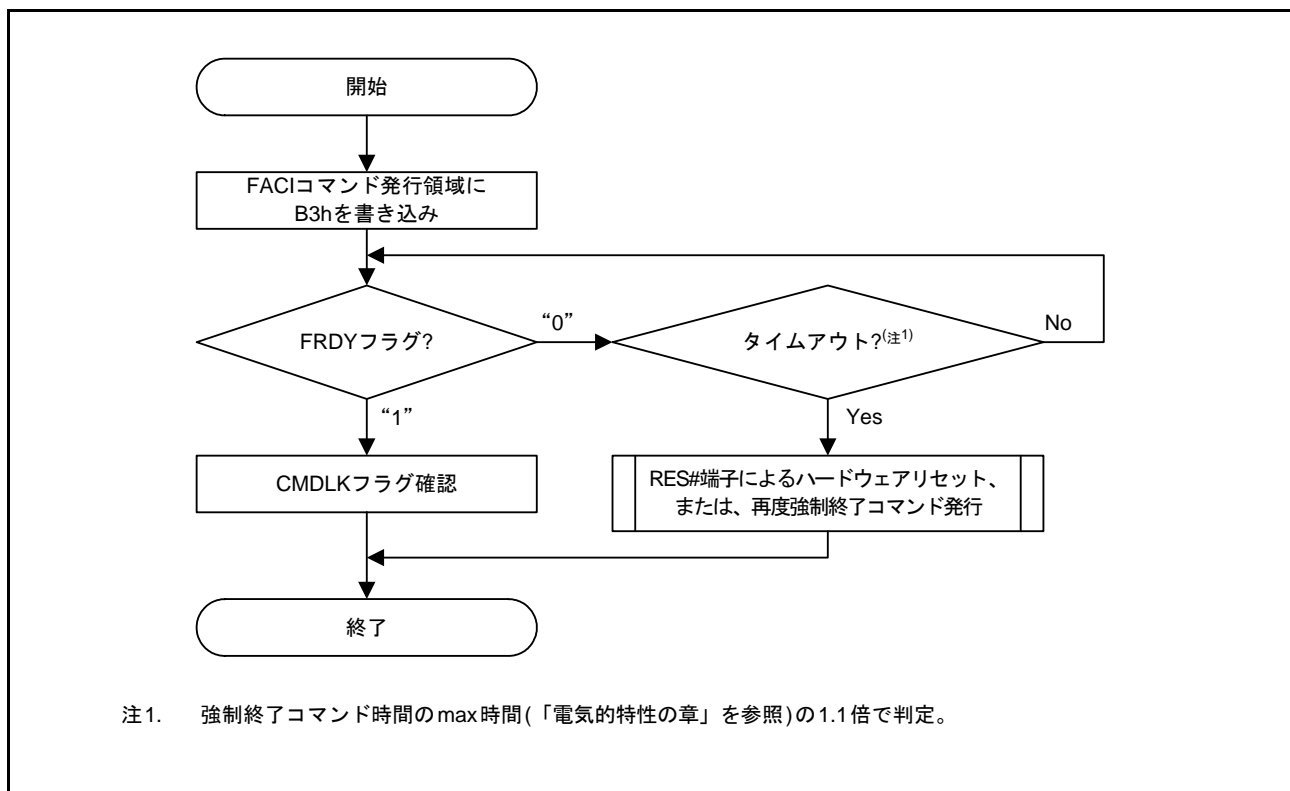 開始
FACIコマンド発行領域に
B3hを書き込み
FRDYフラグ?
“0”
タイムアウト?(注1)
No
“1”
Yes
CMDLKフラグ確認
RES#端子によるハードウェアリセット、
または、再度強制終了コマンド発行
終了
注1. 強制終了コマンド時間のmax時間(「電気的特性の章」を参照)の1.1倍で判定。